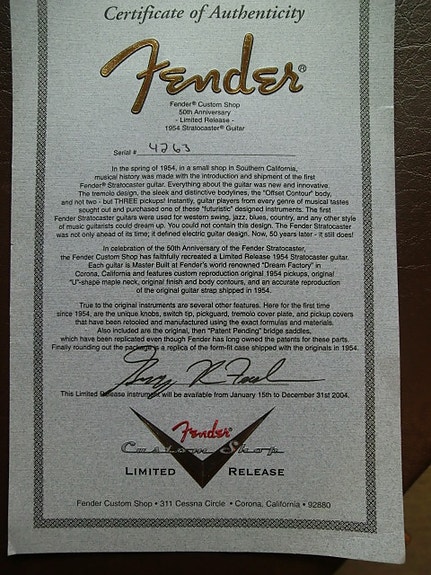 Certificate of Authenticity
Fender®
Fender® Custom Shop
50th Anniversary
- Limited Release -
1954 Stratocaster® Guitar
Serial # 4263
In the spring of 1954, in a small shop in Southern California,
musical history was made with the introduction and shipment of the first
Fender® Stratocaster guitar. Everything about the guitar was new and innovative.
The tremolo design, the sleek and distinctive bodylines, the "Offset Contour" body,
and not two - but THREE pickups! Instantly, guitar players from every genre of musical tastes
sought out and purchased one of these "futuristic" designed instruments. The first
Fender Stratocaster guitars were used for western swing, jazz, blues, country, and any other style
of music guitarists could dream up. You could not contain this design. The Fender Stratocaster
was not only ahead of its time; it defined electric guitar design. Now, 50 years later - it still does!
In celebration of the 50th Anniversary of the Fender Stratocaster,
the Fender Custom Shop has faithfully recreated a Limited Release 1954 Stratocaster guitar.
Each guitar is Master Built at Fender's world renowned "Dream Factory" in
Corona, California and features custom reproduction original 1954 pickups, original
"U"-shape maple neck, original finish and body contours, and an accurate reproduction
of the original guitar strap shipped in 1954.
True to the original instruments are several other features. Here for the first time
since 1954, are the unique knobs, switch tip, pickguard, tremolo cover plate, and pickup covers
that have been retooled and manufactured using the exact formulas and materials.
Also included are the original, then "Patent Pending" bridge saddles,
which have been replicated even though Fender has long owned the patents for these parts.
Finally rounding out the package is a replica of the form-fit case shipped with the originals in 1954.
This Limited Release instrument will be available from January 15th to December 31st 2004.
Fender
Custom Shop
LIMITED RELEASE
Fender Custom Shop • 311 Cessna Circle • Corona, California • 92880